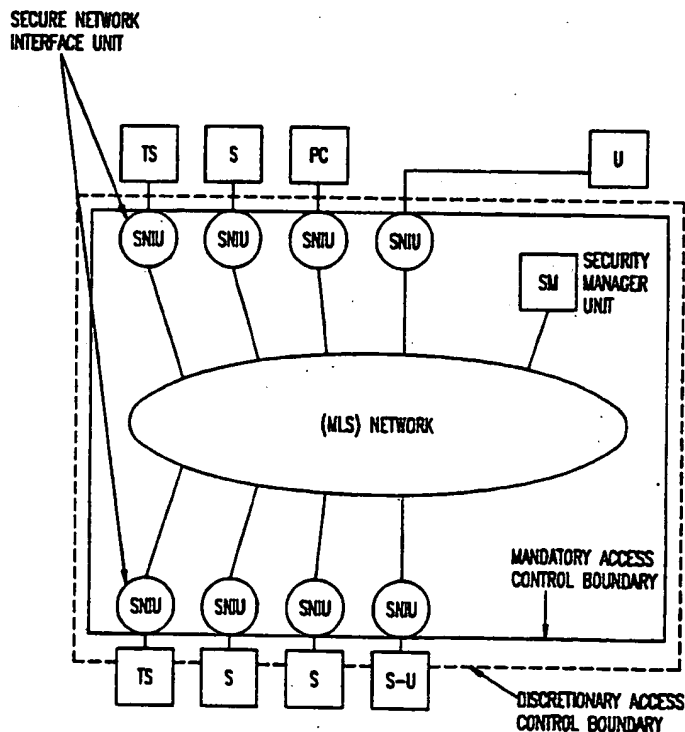 SECURE NETWORK
INTERFACE UNIT
TS
S
PC
U
SNIU
SNIU
SNIU
SNIU
SM
SECURITY
MANAGER
UNIT
(MLS) NETWORK
MANDATORY ACCESS
CONTROL BOUNDARY
SNIU
SNIU
SNIU
SNIU
TS
S
S
S-U
DISCRETIONARY ACCESS
CONTROL BOUNDARY